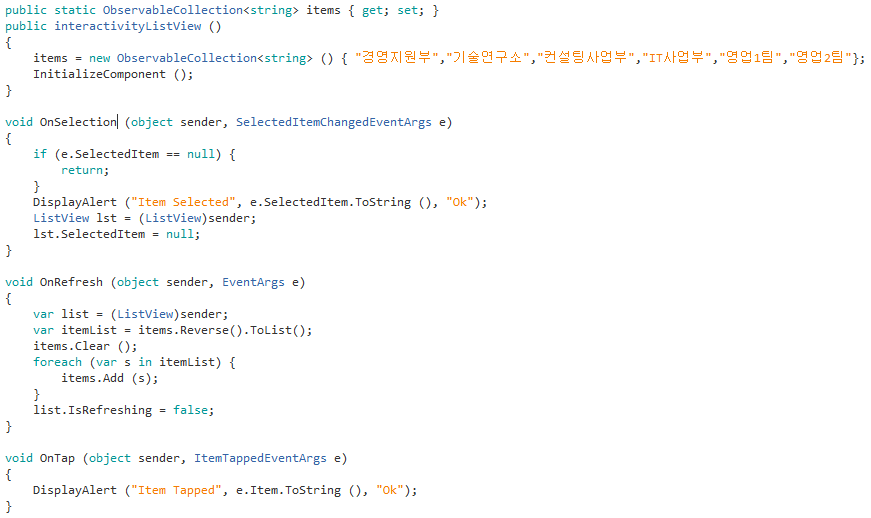 public static ObservableCollection<string> items { get; set; }
public interactivityListView ()
{
    items = new ObservableCollection<string> () { "경영지원부","기술연구소","컨설팅사업부","IT사업부","영업1팀","영업2팀"};
    InitializeComponent ();
}

void OnSelection (object sender, SelectedItemChangedEventArgs e)
{
    if (e.SelectedItem == null) {
        return;
    }
    DisplayAlert ("Item Selected", e.SelectedItem.ToString (), "Ok");
    ListView lst = (ListView)sender;
    lst.SelectedItem = null;
}

void OnRefresh (object sender, EventArgs e)
{
    var list = (ListView)sender;
    var itemList = items.Reverse().ToList();
    items.Clear ();
    foreach (var s in itemList) {
        items.Add (s);
    }
    list.IsRefreshing = false;
}

void OnTap (object sender, ItemTappedEventArgs e)
{
    DisplayAlert ("Item Tapped", e.Item.ToString (), "Ok");
}